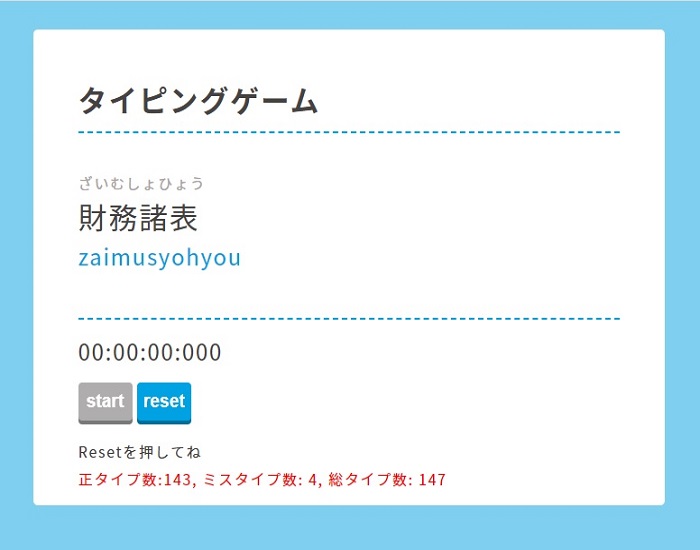 タイピングゲーム
ざいむしょひょう
財務諸表
zaimusyohyou
00:00:00:000
start reset
Resetを押してね
正タイプ数:143, ミスタイプ数: 4, 総タイプ数: 147